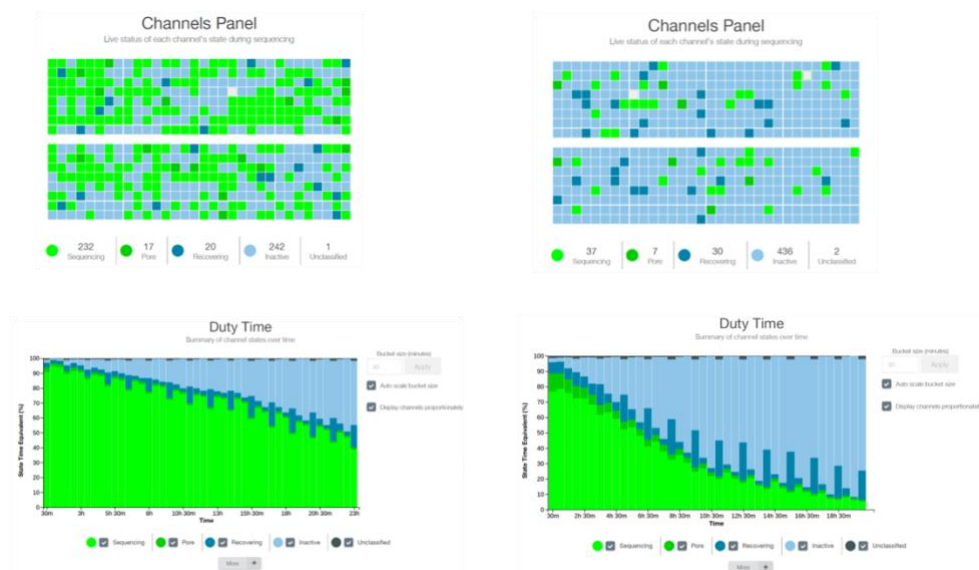 Channels Panel
Live status of each channel's state during sequencing
232 17 20 242 1
Sequencing Pore Recovering Inactive Unclassified
Channels Panel
Live status of each channel's state during sequencing
37 7 30 436 2
Sequencing Pore Recovering Inactive Unclassified
Duty Time
Summary of channel states over time
Bucket size (minutes)
30 Apply
Auto scale bucket size
Display channels proportionately
State Time Equivalent (%)
100
90
80
70
60
50
40
30
20
10
0
30m 3h 5h 30m 8h 10h 30m 13h 15h 30m 18h 20h 30m 23h
Time
Sequencing Pore Recovering Inactive Unclassified
More +
Duty Time
Summary of channel states over time
Bucket size (minutes)
Apply
Auto scale bucket size
Display channels proportionately
State Time Equivalent (%)
100
90
80
70
60
50
40
30
20
10
0
30m 2h 30m 4h 30m 6h 30m 8h 30m 10h 30m 12h 30m 14h 30m 16h 30m 18h 30m
Time
Sequencing Pore Recovering Inactive Unclassified
More +